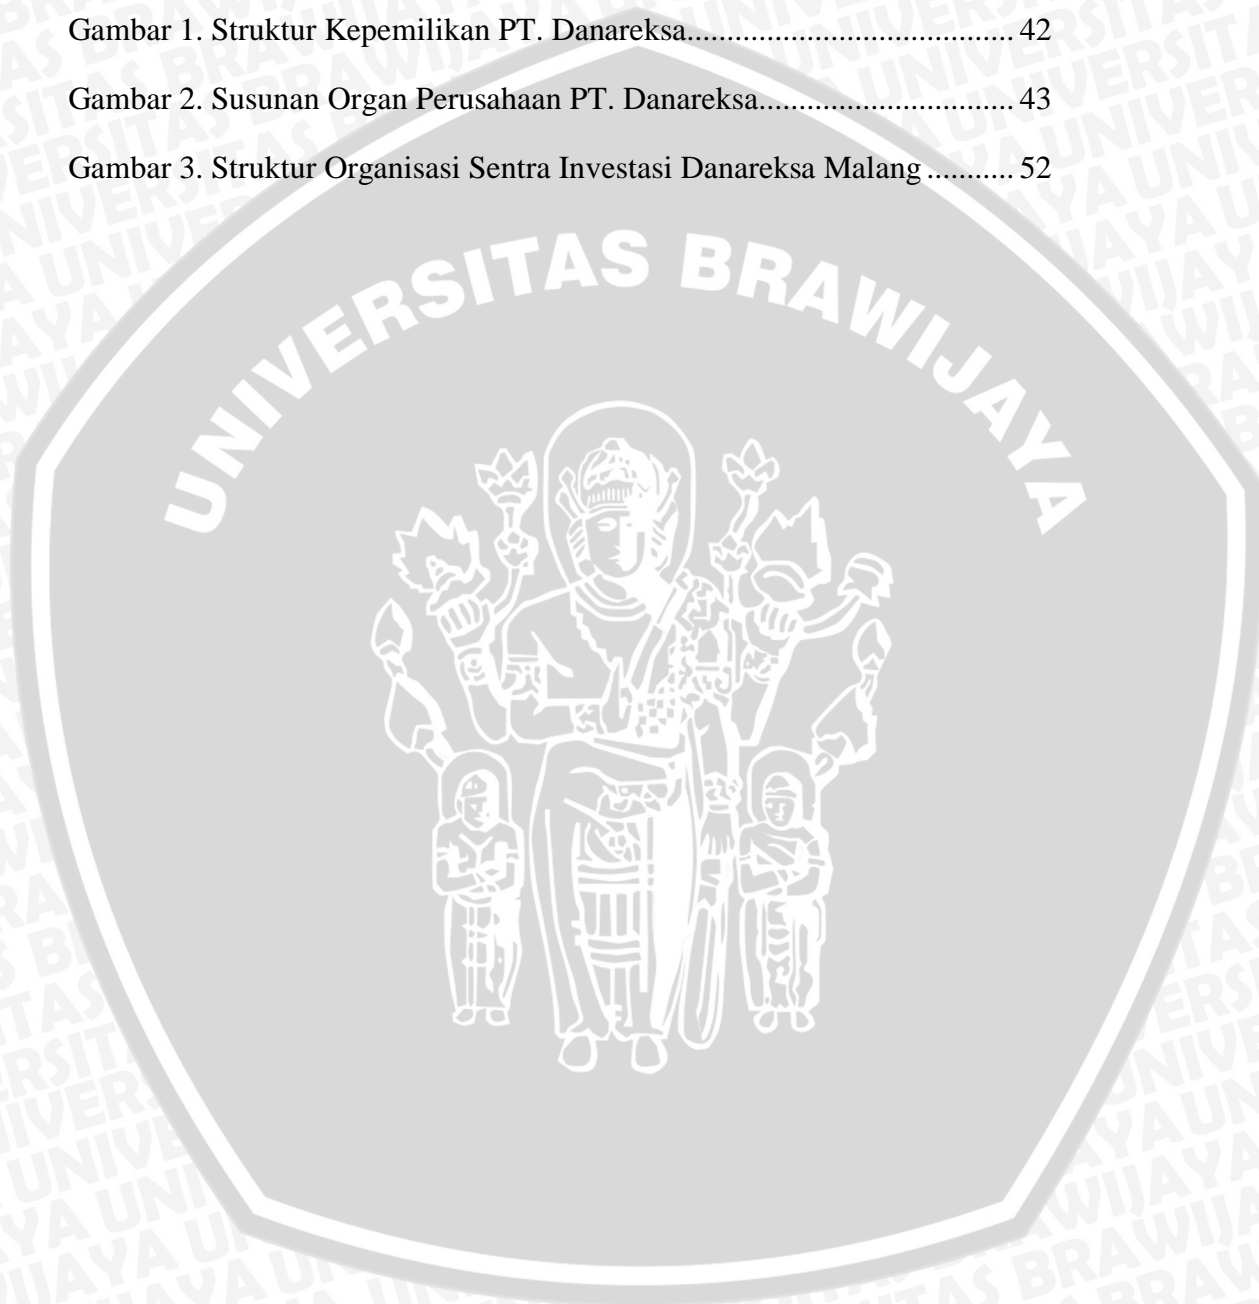 Gambar 1. Struktur Kepemilikan PT. Danareksa....................................... 42
Gambar 2. Susunan Organ Perusahaan PT. Danareksa............................... 43
Gambar 3. Struktur Organisasi Sentra Investasi Danareksa Malang ........... 52
UNIVERSITAS BRAWIJAYA